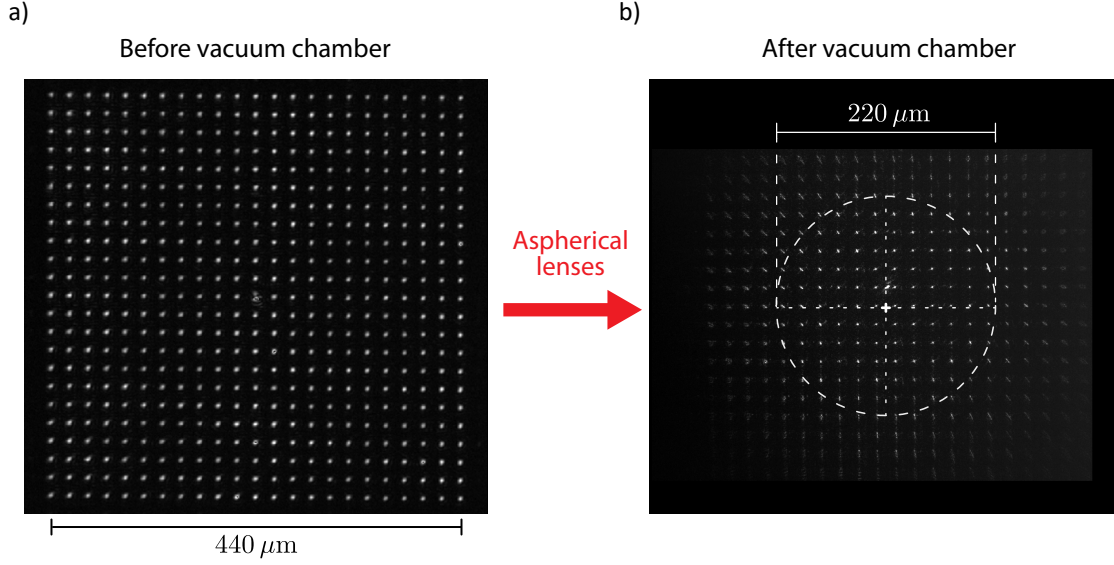 a)
Before vacuum chamber
440 μm
Aspherical
lenses
b)
After vacuum chamber
220 μm